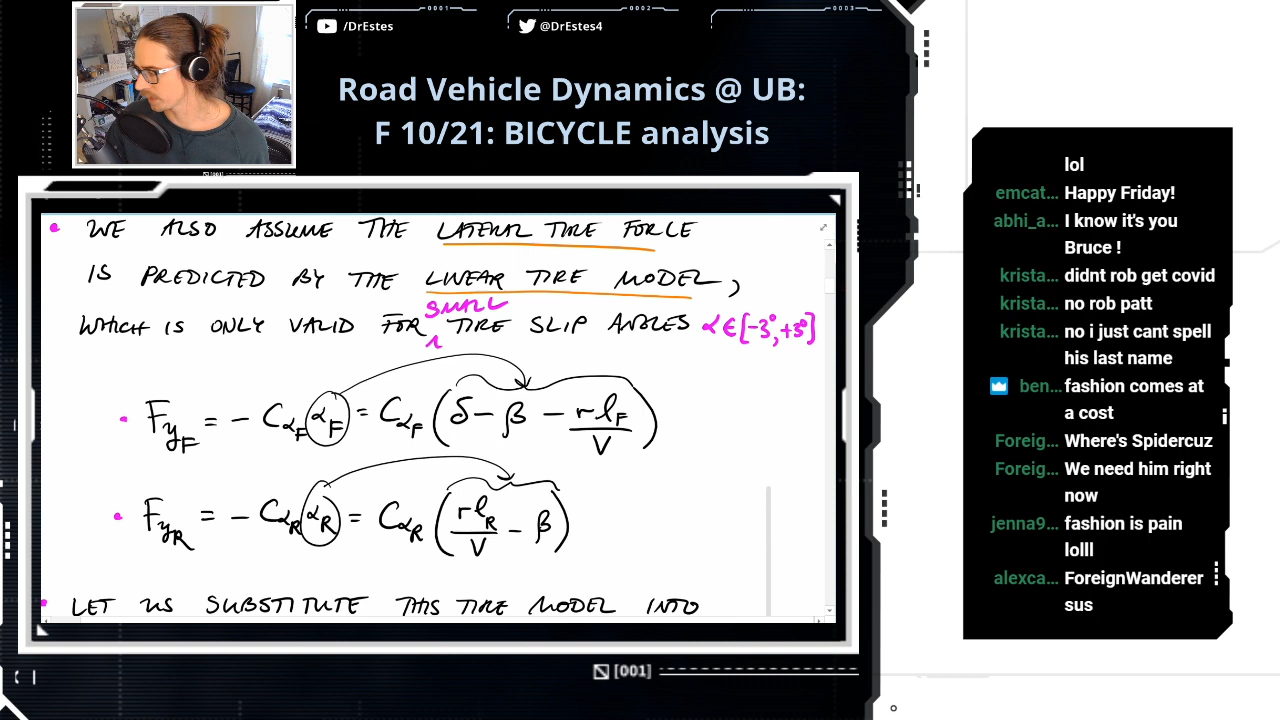 0001
0002
0003
/DrEstes
@DrEstes4
Road Vehicle Dynamics @ UB:
F 10/21: BICYCLE analysis
[001]
WE ALSO ASSUME THE LATERAL TIRE FORCE
IS PREDICTED BY THE LINEAR TIRE MODEL,
SMALL
WHICH IS ONLY VALID FOR TIRE SLIP ANGLES α ∈ [-3°, +3°]
F_yF = - C_αF α_F = C_αF (δ - β - r l_F / V)
F_yR = - C_αR α_R = C_αR (r l_R / V - β)
LET US SUBSTITUTE THIS TIRE MODEL INTO
[001]
lol
emcat... Happy Friday!
abhi_a... I know it's you
Bruce !
krista... didnt rob get covid
krista... no rob patt
krista... no i just cant spell
his last name
ben... fashion comes at
a cost
Foreig... Where's Spidercuz
Foreig... We need him right
now
jenna9... fashion is pain
lolll
alexca... ForeignWanderer
sus